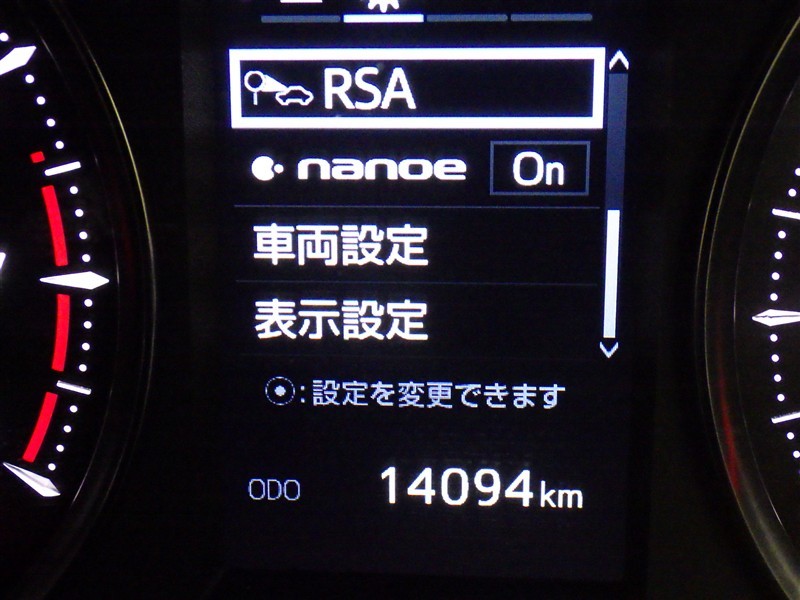 RSA
nanoe On
車両設定
表示設定
:設定を変更できます
ODO 14094km